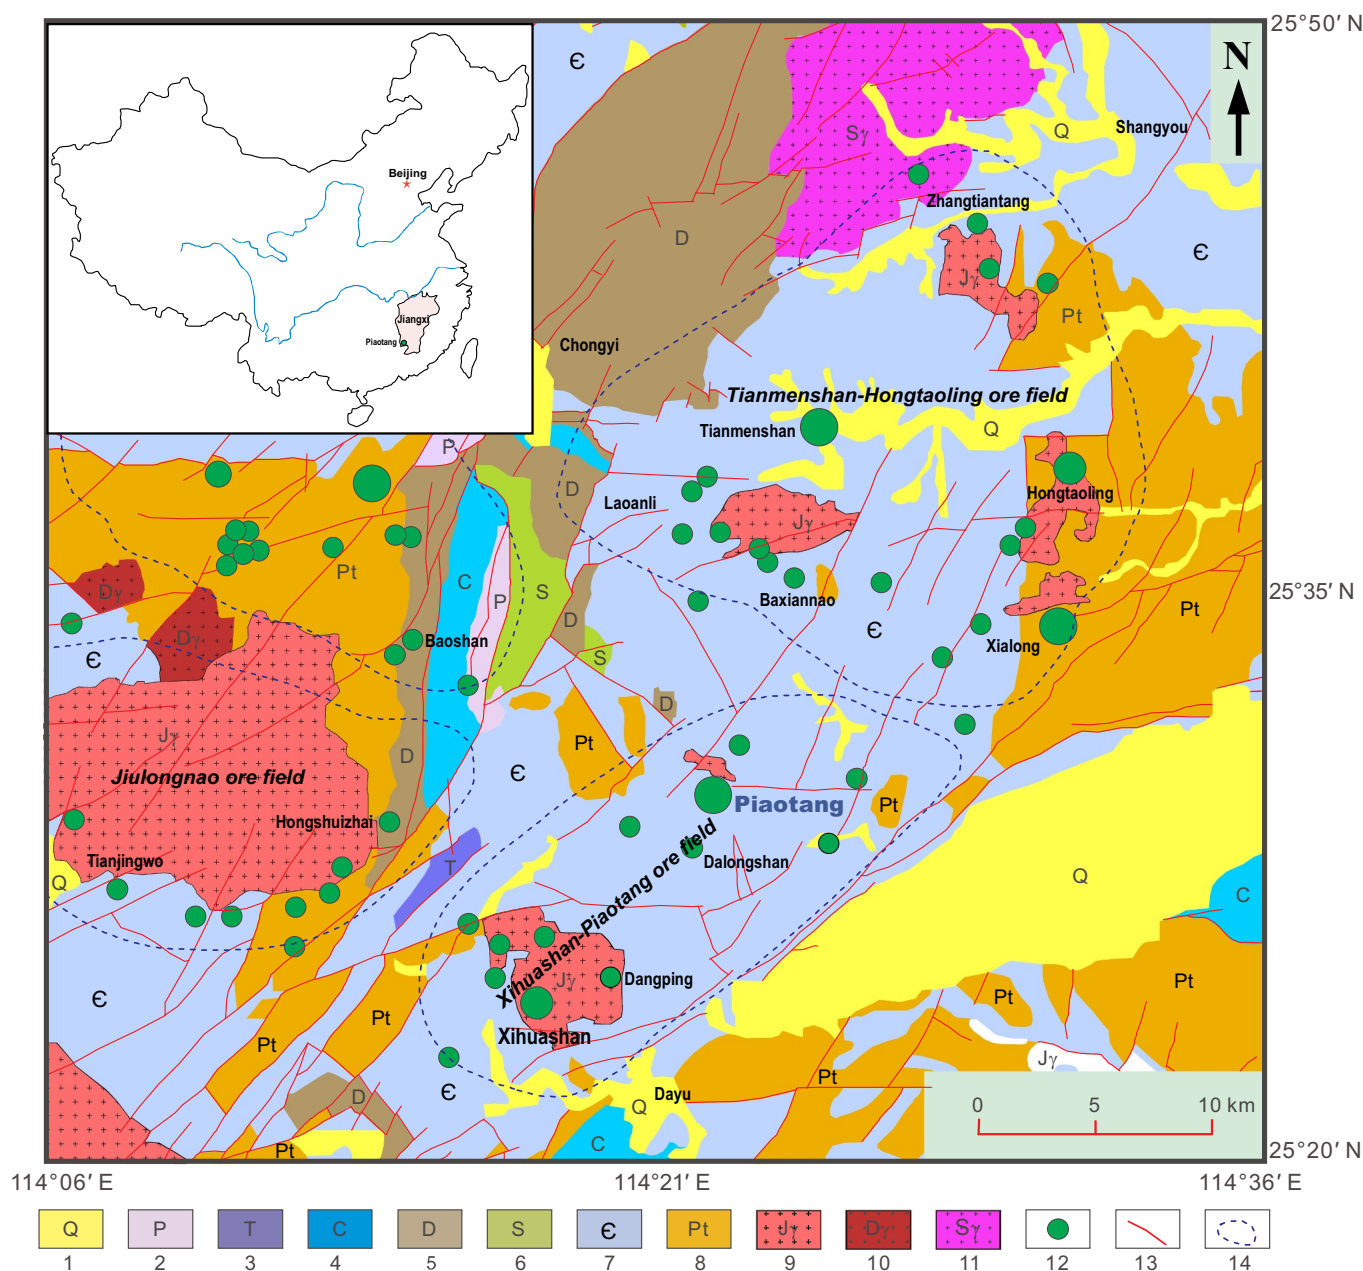 25°50′ N
Є
N
Beijing
Sγ
Q
Shangyou
Zhangtiantang
D
Є
Jγ
Jiangxi
Pt
Piaotang
Chongyi
Tianmenshan-Hongtaoling ore field
Tianmenshan
Q
P
Hongtaoling
D
Laoanli
Jγ
Pt
C
Dγ
S
P
Baxiannao
25°35′ N
Pt
D
Є
Dγ
Baoshan
Xialong
Є
S
D
Jγ
Pt
D
Є
Jiulongnao ore field
Piaotang
Pt
Hongshuizhai
Tianjingwo
T
Dalongshan
Q
Q
C
Xihuashan-Piaotang ore field
Jγ
Dangping
Pt
Є
Pt
Pt
Xihuashan
Pt
Jγ
Pt
Є
D
Dayu
Q
0 5 10 km
Pt
C
25°20′ N
114°06′ E 114°21′ E 114°36′ E
Q P T C D S Є Pt Jγ Dγ Sγ
1 2 3 4 5 6 7 8 9 10 11 12 13 14